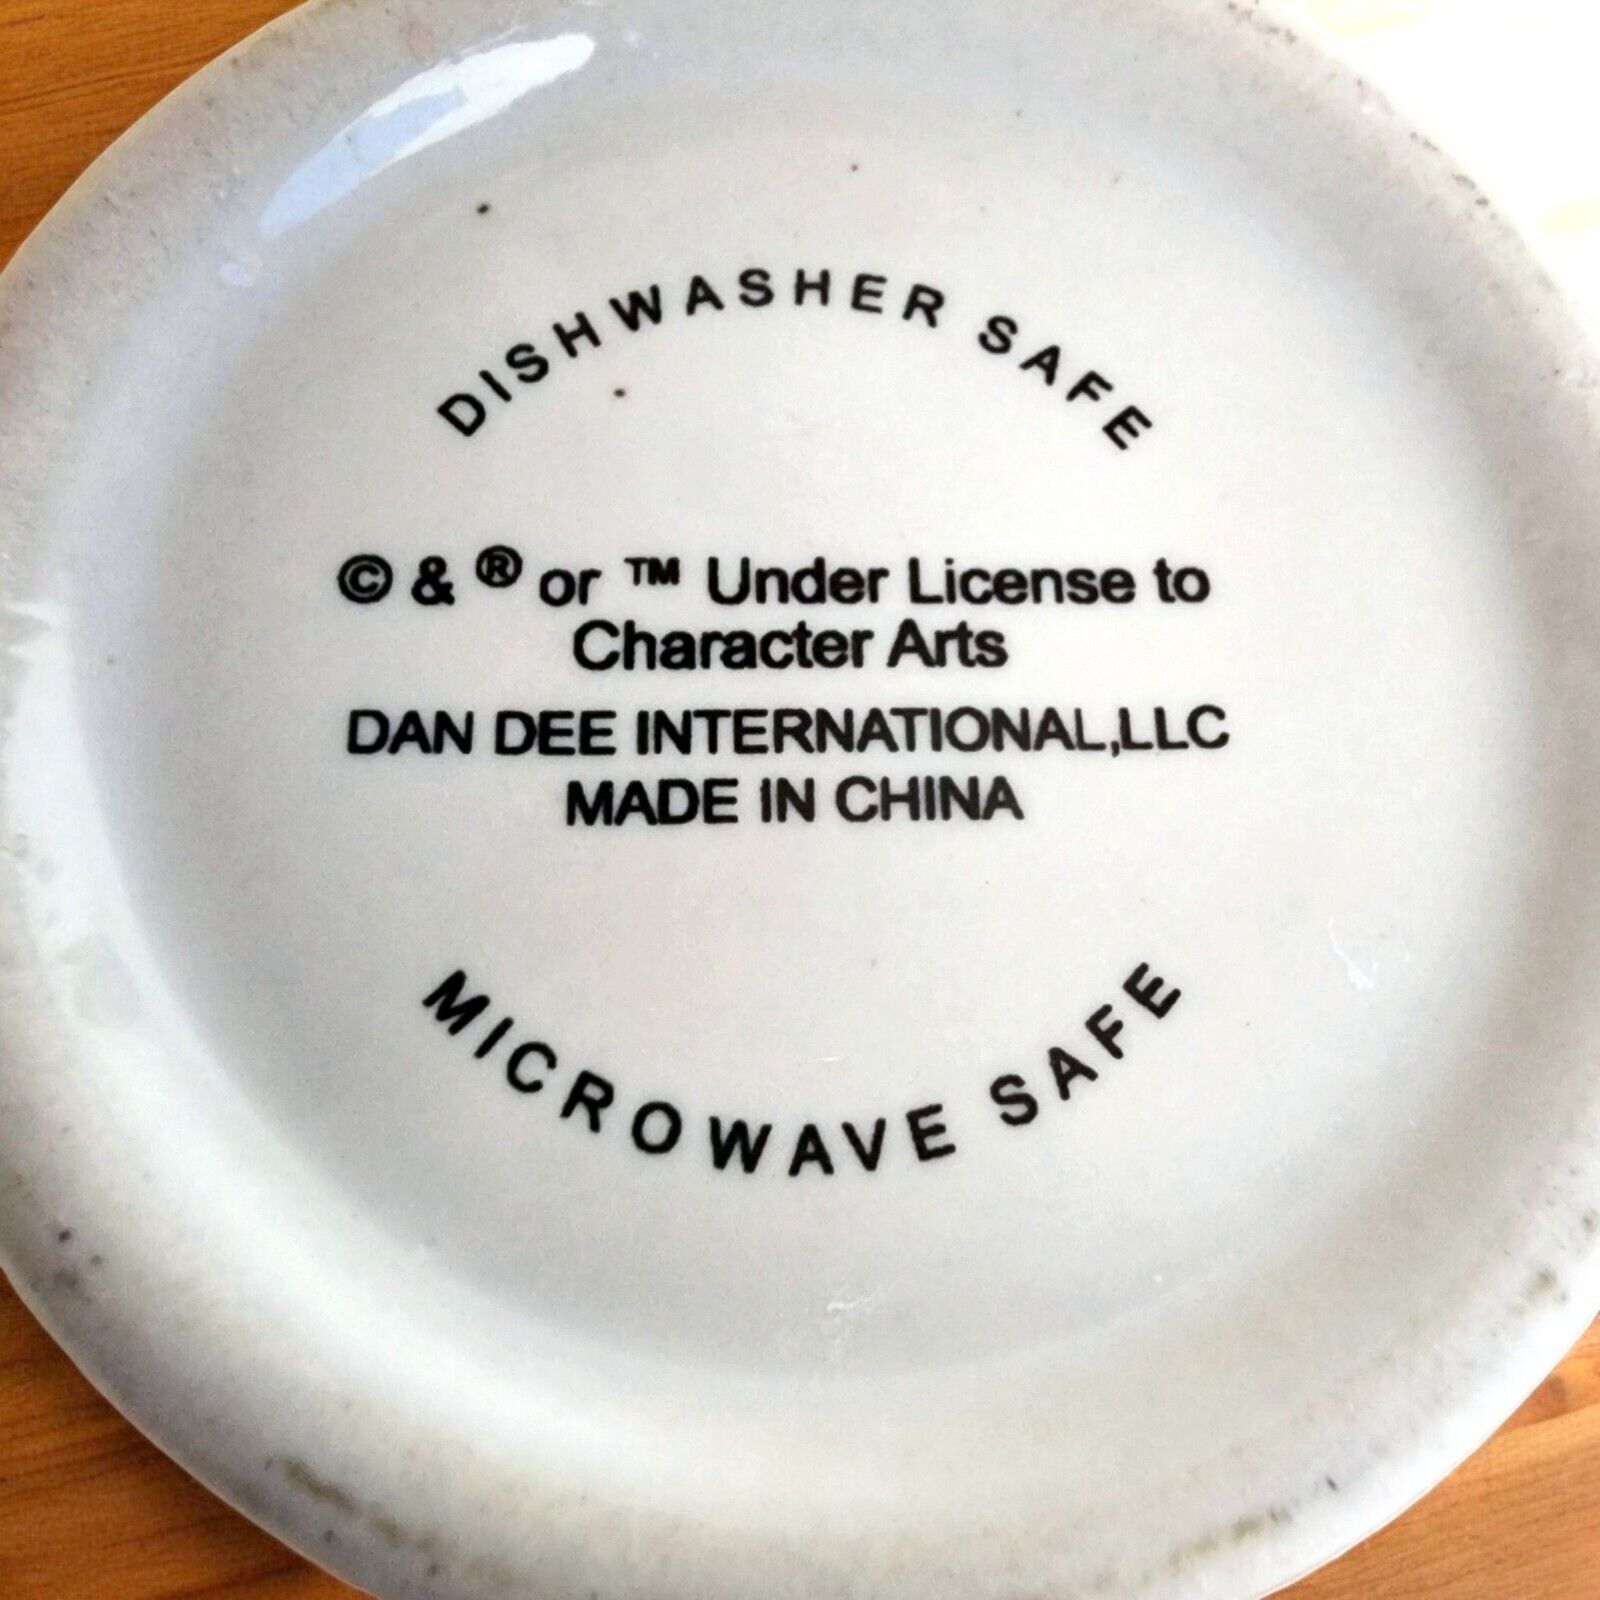 DISHWASHER SAFE
© & ® or ™ Under License to
Character Arts
DAN DEE INTERNATIONAL,LLC
MADE IN CHINA
MICROWAVE SAFE